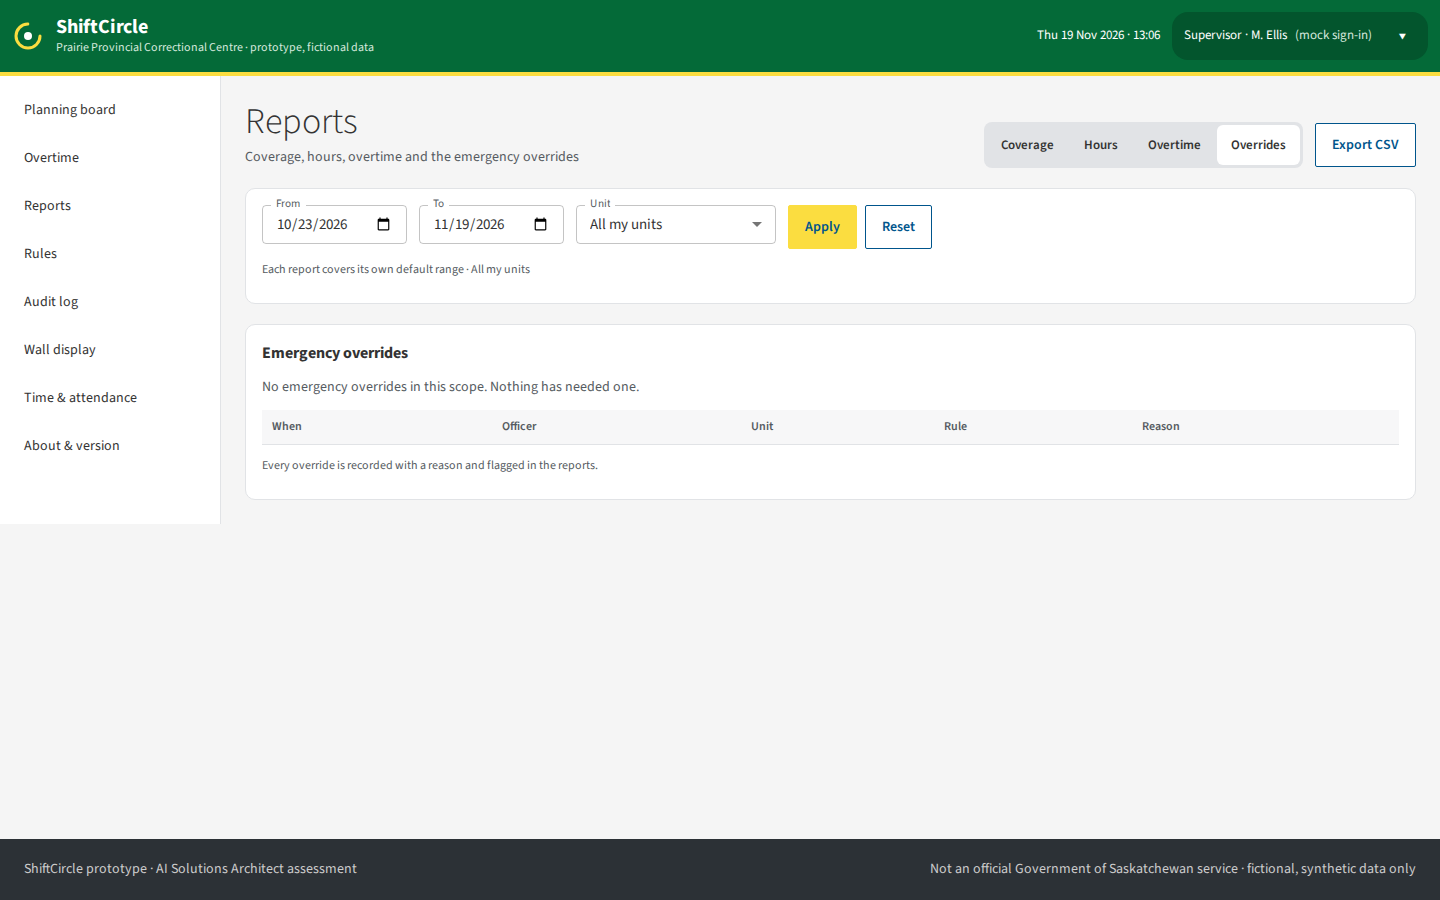 ShiftCircle
Prairie Provincial Correctional Centre · prototype, fictional data
Thu 19 Nov 2026 · 13:06
Supervisor · M. Ellis (mock sign-in)
Planning board
Overtime
Reports
Rules
Audit log
Wall display
Time & attendance
About & version
Reports
Coverage, hours, overtime and the emergency overrides
Coverage Hours Overtime Overrides
Export CSV
From To Unit
10/23/2026 11/19/2026 All my units Apply Reset
Each report covers its own default range · All my units
Emergency overrides
No emergency overrides in this scope. Nothing has needed one.
When Officer Unit Rule Reason
Every override is recorded with a reason and flagged in the reports.
ShiftCircle prototype · AI Solutions Architect assessment
Not an official Government of Saskatchewan service · fictional, synthetic data only